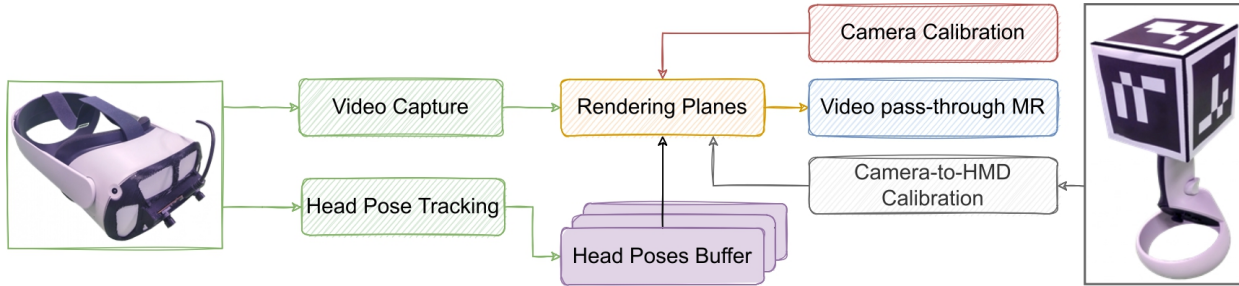 Camera Calibration
Video Capture
Rendering Planes
Video pass-through MR
Head Pose Tracking
Camera-to-HMD
Calibration
Head Poses Buffer